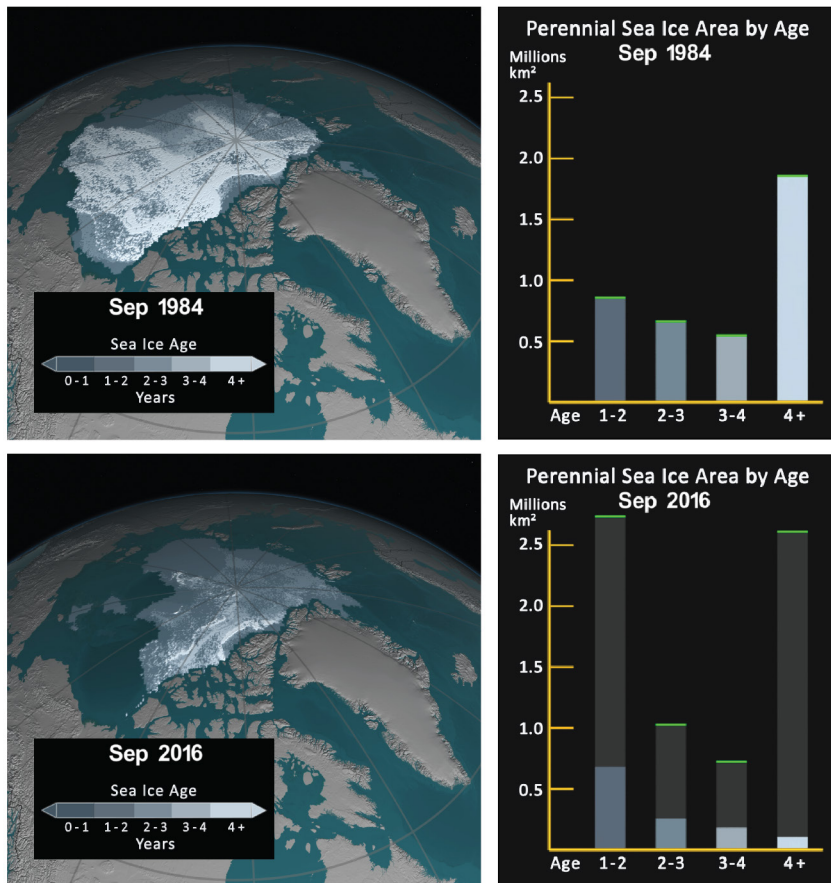 Sep 1984
Sea Ice Age
0-1 1-2 2-3 3-4 4+
Years
Perennial Sea Ice Area by Age
Sep 1984
Millions
km²
2.5
2.0
1.5
1.0
0.5
Age 1-2 2-3 3-4 4+
Sep 2016
Sea Ice Age
0-1 1-2 2-3 3-4 4+
Years
Perennial Sea Ice Area by Age
Sep 2016
Millions
km²
2.5
2.0
1.5
1.0
0.5
Age 1-2 2-3 3-4 4+